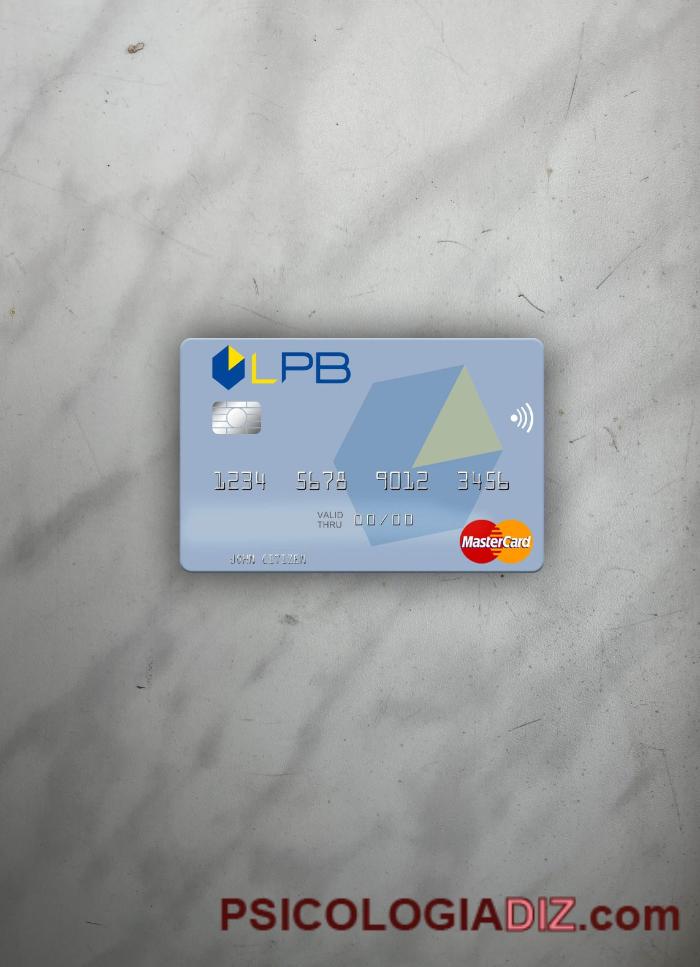 LPB
1234 5678 9012 3456
VALID
THRU 00/00
MasterCard
JOHN CITIZEN
PSICOLOGIADIZ.com